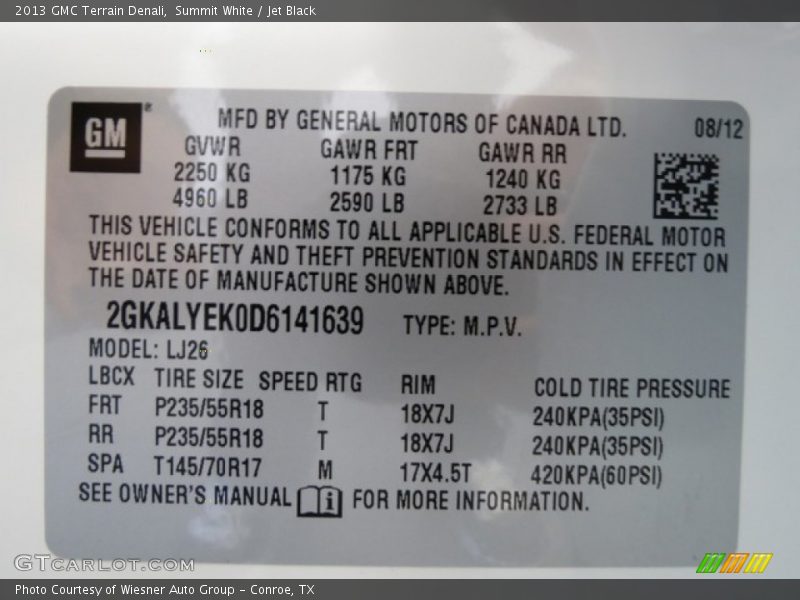 2013 GMC Terrain Denali, Summit White / Jet Black
GM
MFD BY GENERAL MOTORS OF CANADA LTD. 08/12
GVWR GAWR FRT GAWR RR
2250 KG 1175 KG 1240 KG
4960 LB 2590 LB 2733 LB
THIS VEHICLE CONFORMS TO ALL APPLICABLE U.S. FEDERAL MOTOR
VEHICLE SAFETY AND THEFT PREVENTION STANDARDS IN EFFECT ON
THE DATE OF MANUFACTURE SHOWN ABOVE.
2GKALYEK0D6141639 TYPE: M.P.V.
MODEL: LJ26
LBCX TIRE SIZE SPEED RTG RIM COLD TIRE PRESSURE
FRT P235/55R18 T 18X7J 240KPA(35PSI)
RR P235/55R18 T 18X7J 240KPA(35PSI)
SPA T145/70R17 M 17X4.5T 420KPA(60PSI)
SEE OWNER'S MANUAL i FOR MORE INFORMATION.
GTCARLOT.COM
Photo Courtesy of Wiesner Auto Group - Conroe, TX